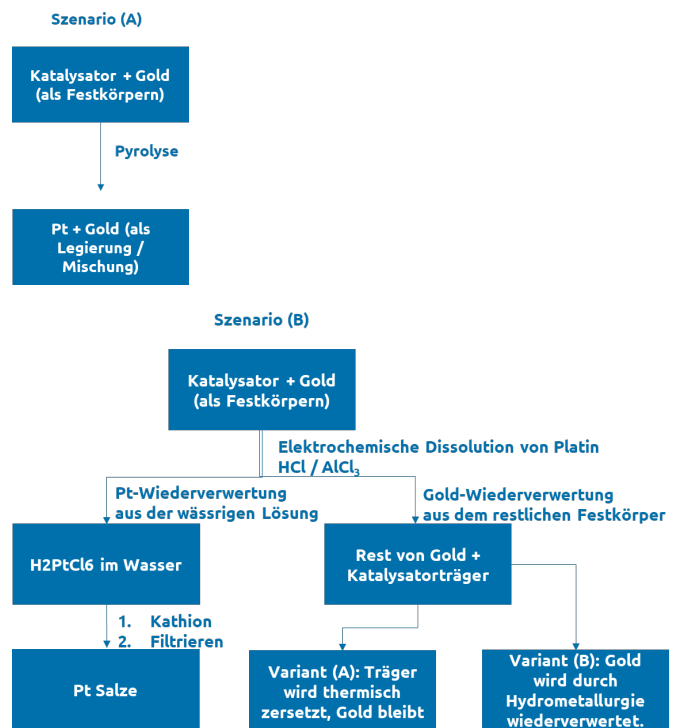 Szenario (A)
Katalysator + Gold
(als Festkörpern)
Pyrolyse
Pt + Gold (als
Legierung /
Mischung)
Szenario (B)
Katalysator + Gold
(als Festkörpern)
Elektrochemische Dissolution von Platin
HCl / AlCl₃
Pt-Wiederverwertung
aus der wässrigen Lösung
Gold-Wiederverwertung
aus dem restlichen Festkörper
H2PtCl6 im Wasser
Rest von Gold +
Katalysatorträger
1. Kathion
2. Filtrieren
Pt Salze
Variant (A): Träger
wird thermisch
zersetzt, Gold bleibt
Variant (B): Gold
wird durch
Hydrometallurgie
wiederverwertet.